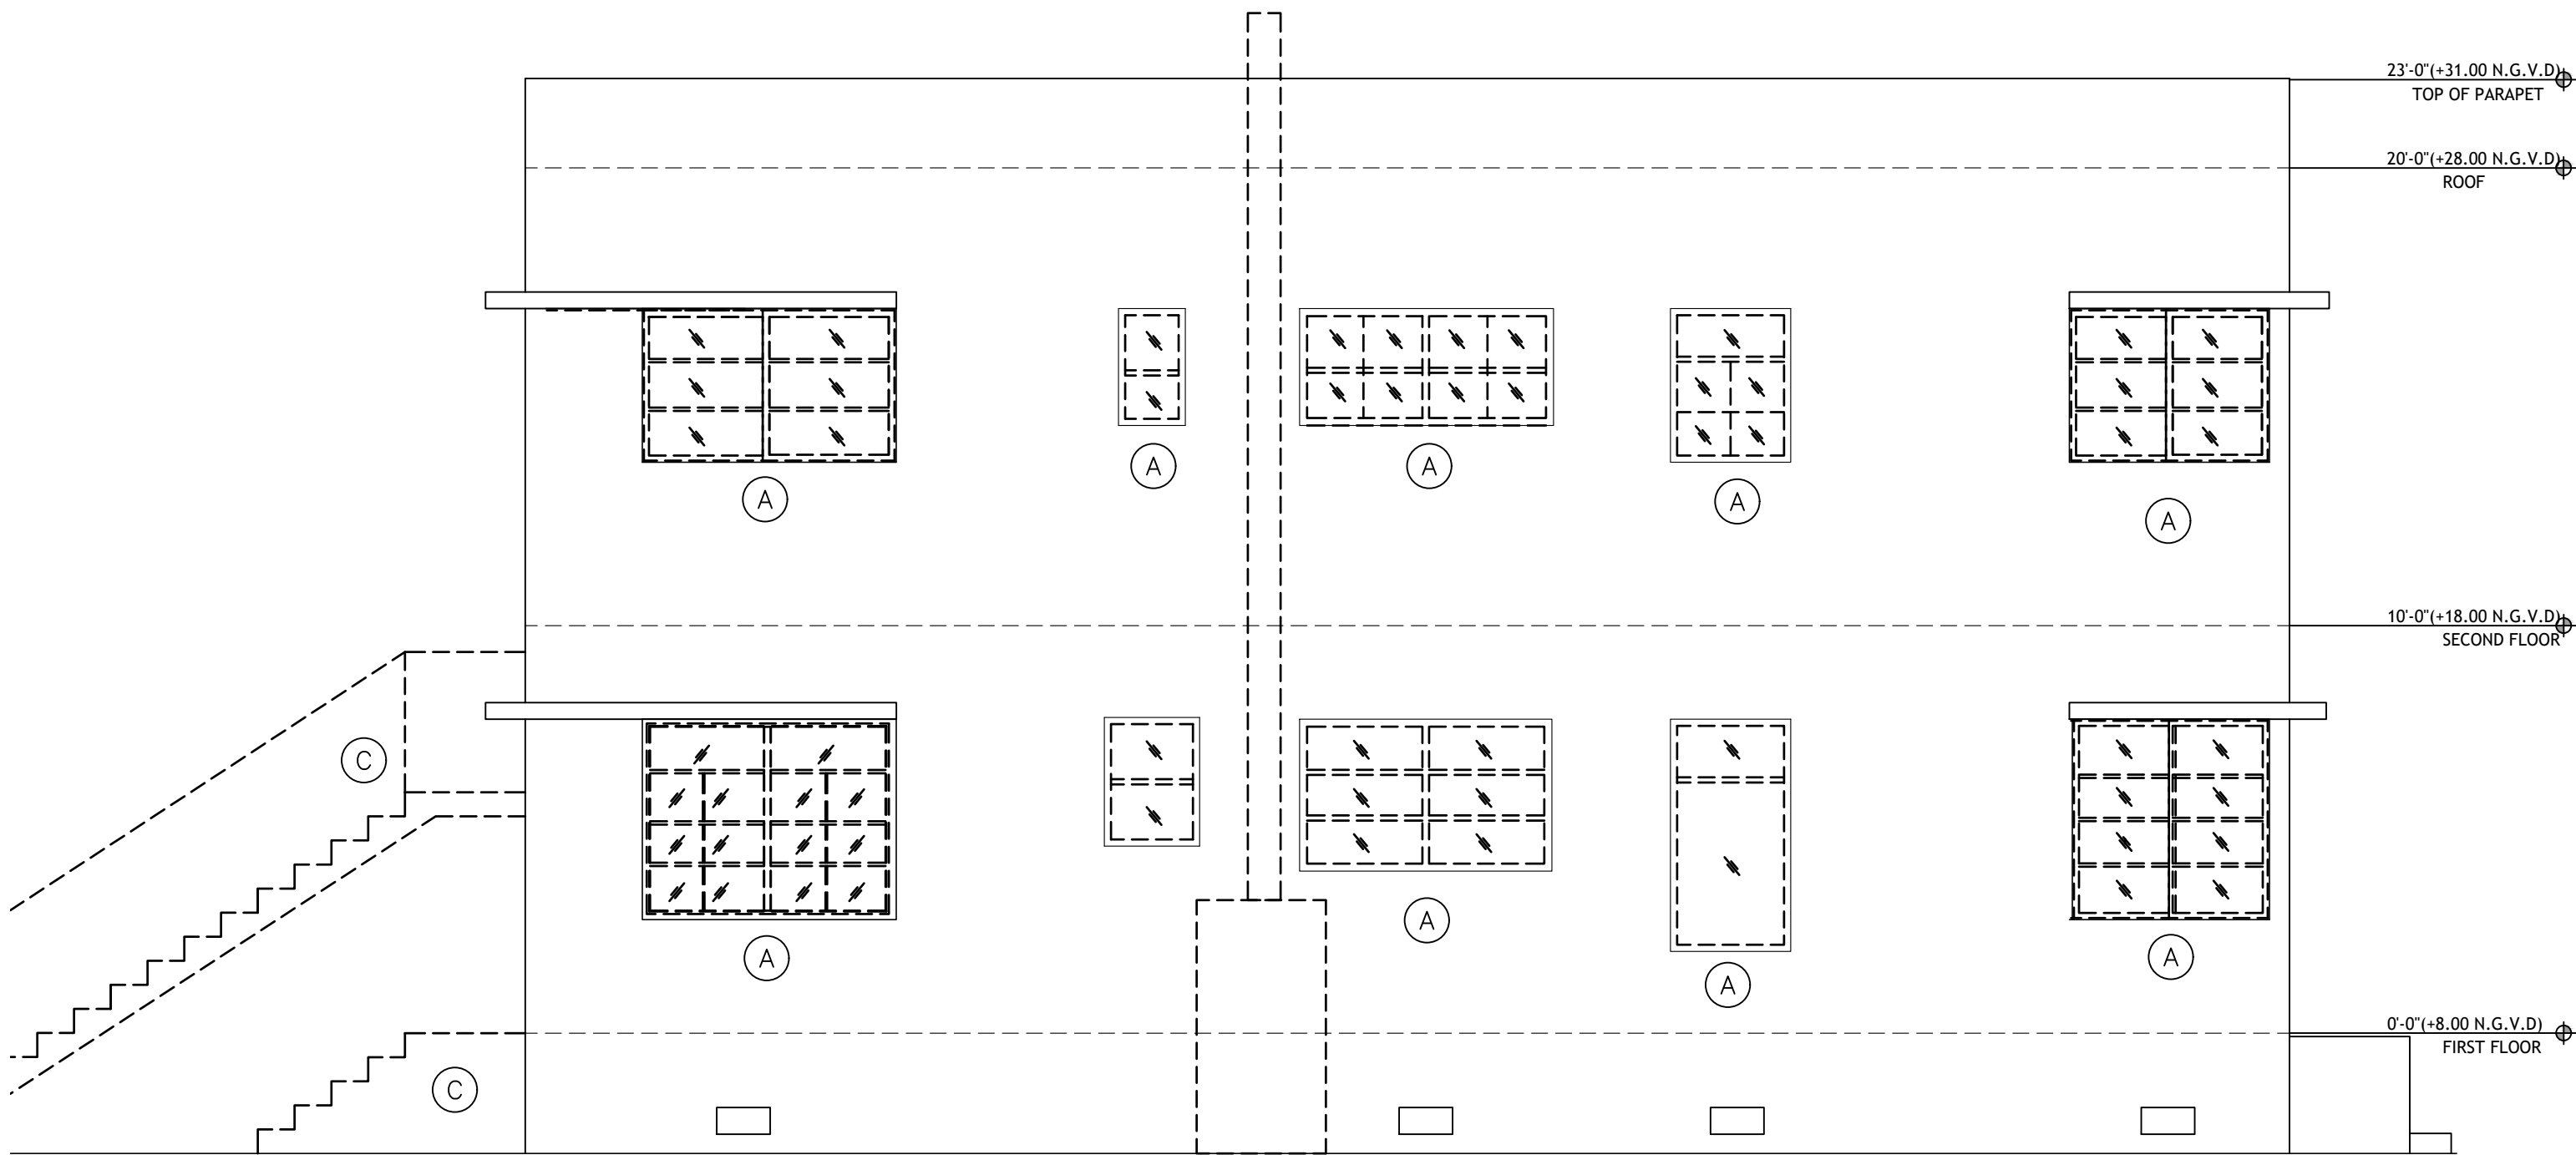 23'-0"(+31.00 N.G.V.D)
TOP OF PARAPET
20'-0"(+28.00 N.G.V.D)
ROOF
A
A
A
A
A
10'-0"(+18.00 N.G.V.D)
SECOND FLOOR
C
A
A
A
A
0'-0"(+8.00 N.G.V.D)
FIRST FLOOR
C